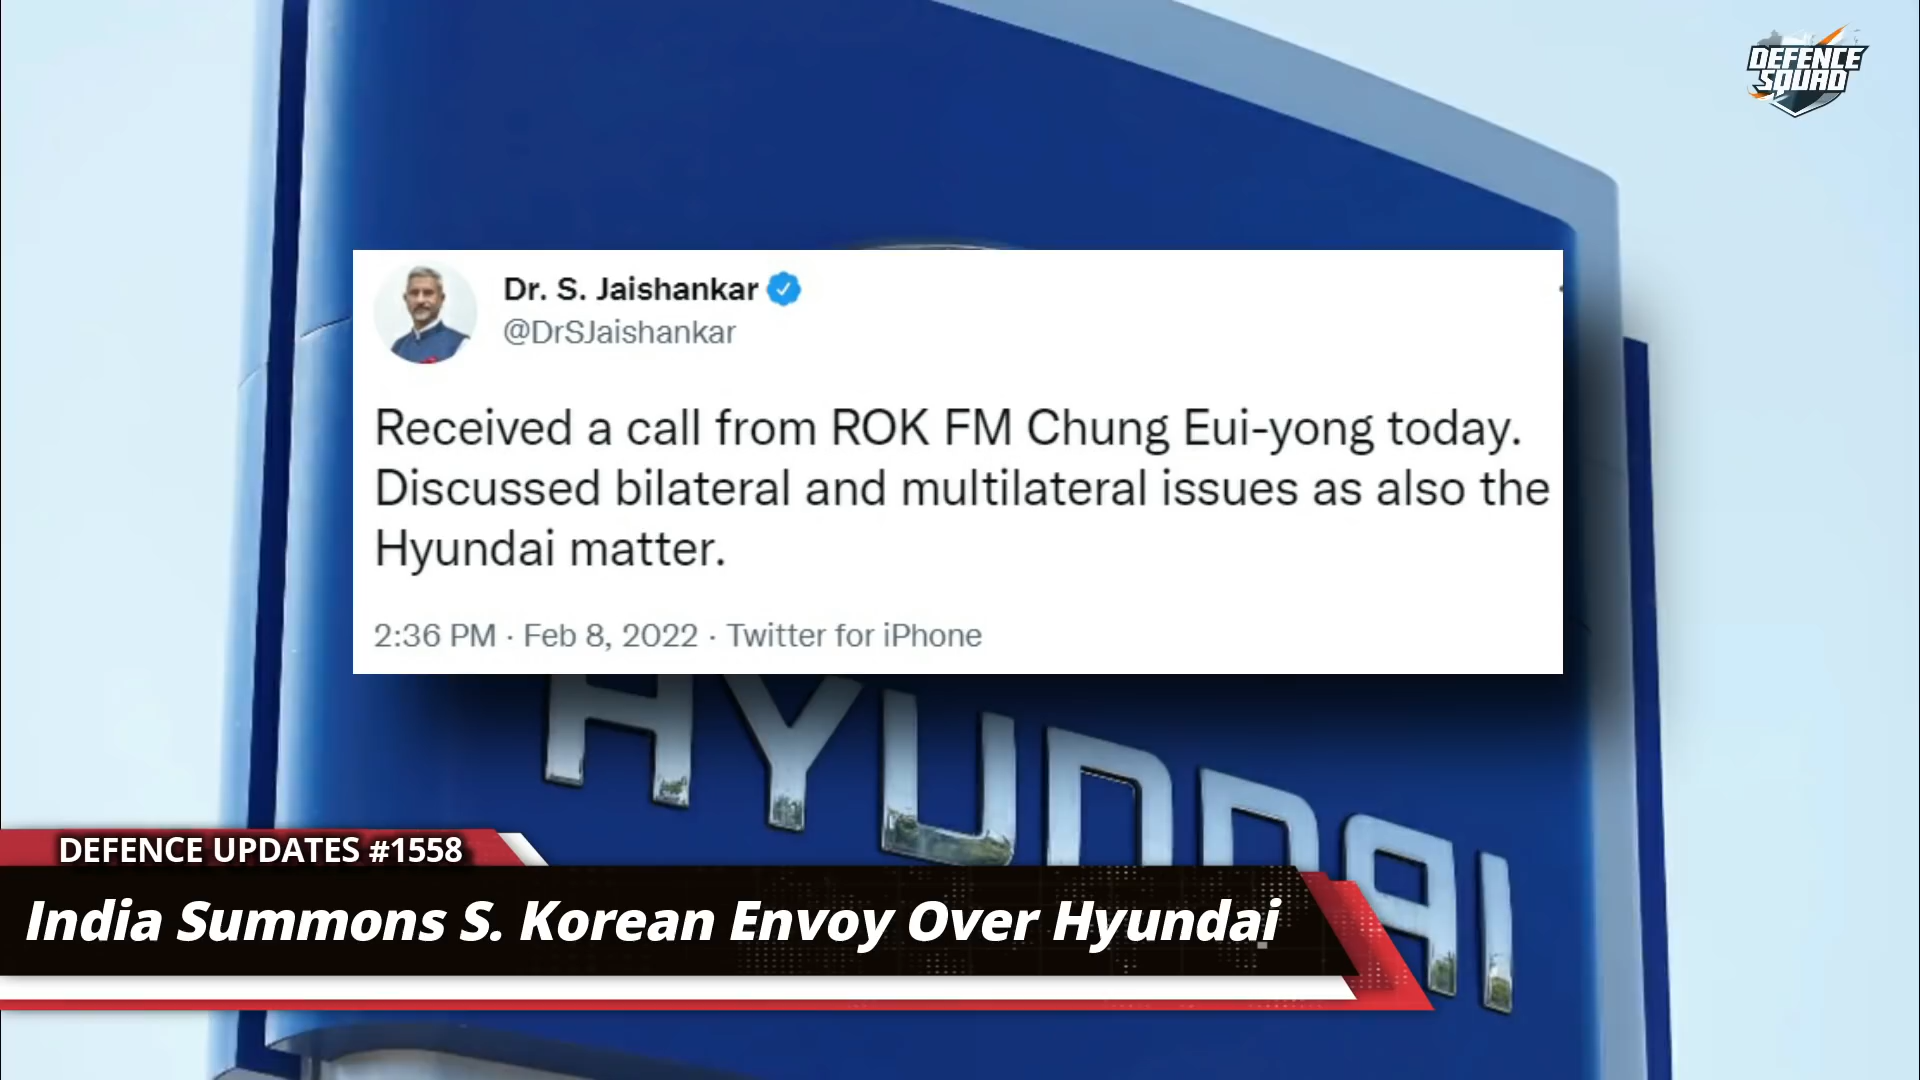 DEFENCE
SQUAD
Dr. S. Jaishankar
@DrSJaishankar
Received a call from ROK FM Chung Eui-yong today.
Discussed bilateral and multilateral issues as also the
Hyundai matter.
2:36 PM · Feb 8, 2022 · Twitter for iPhone
HYUNDAI
DEFENCE UPDATES #1558
India Summons S. Korean Envoy Over Hyundai